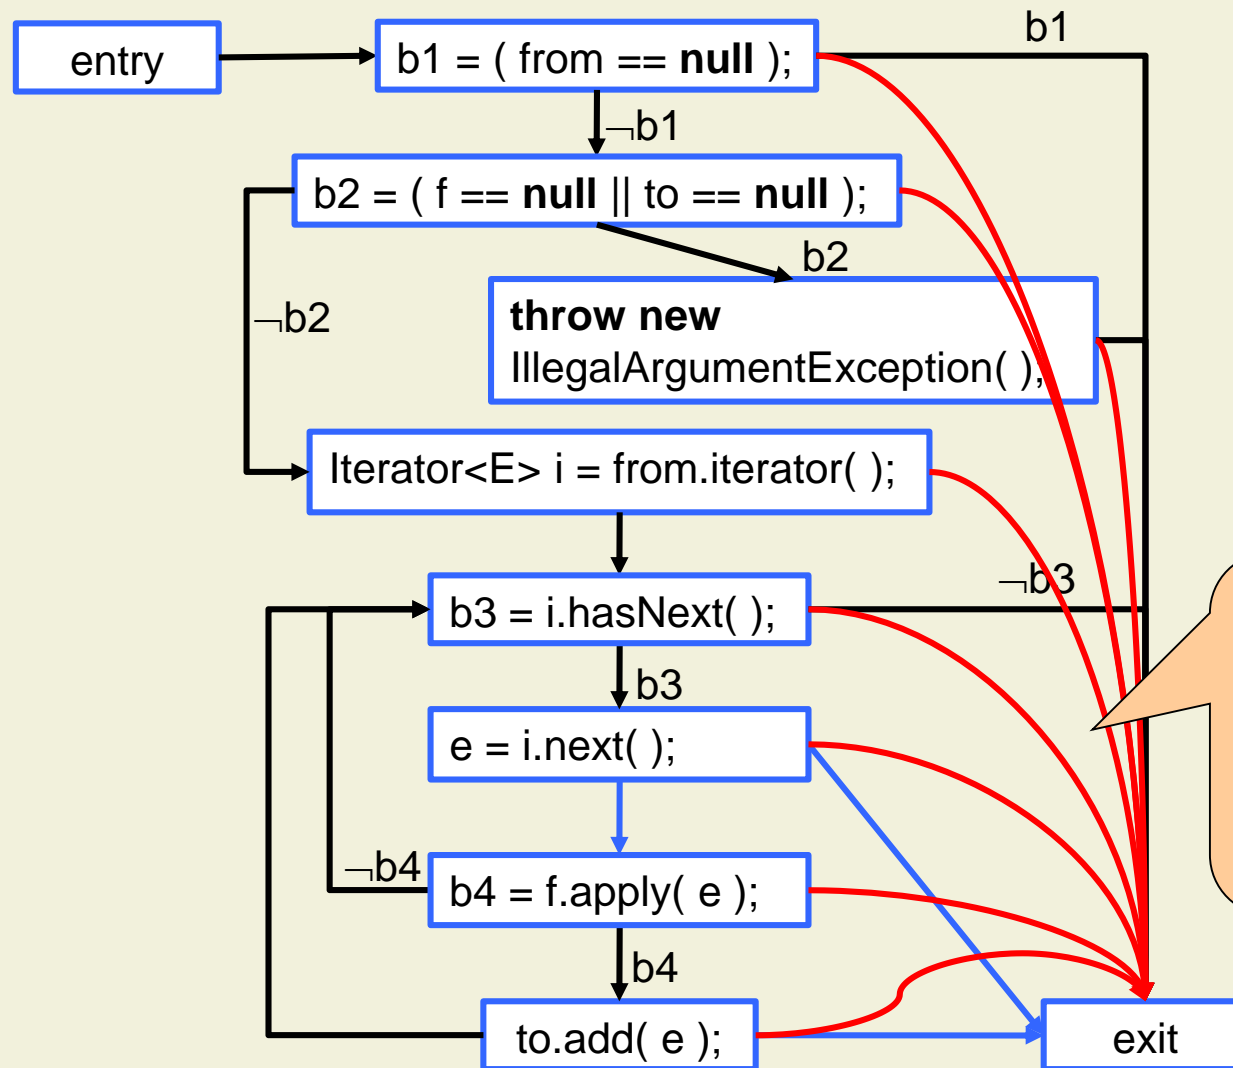 b1
entry
b1 = ( from == null );
¬b1
b2 = ( f == null || to == null );
b2
¬b2
throw new
IllegalArgumentException( );
Iterator<E> i = from.iterator( );
¬b3
b3 = i.hasNext( );
b3
e = i.next( );
¬b4
b4 = f.apply( e );
b4
to.add( e );
exit